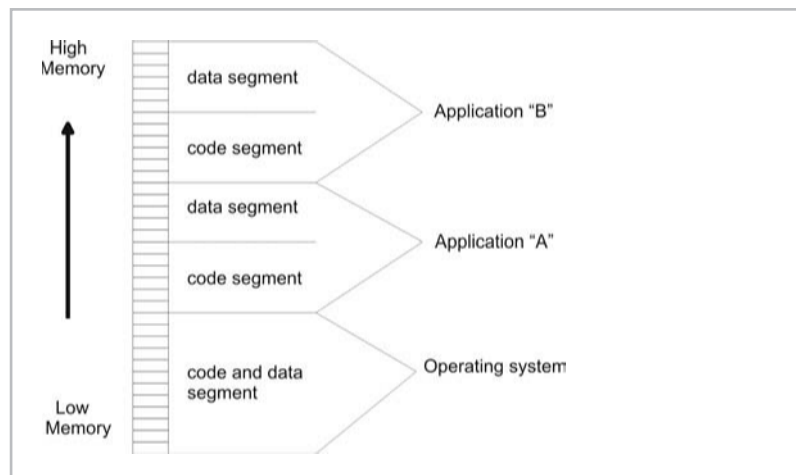 High
Memory
data segment
Application “B”
code segment
data segment
Application “A”
code segment
Operating system
code and data
segment
Low
Memory